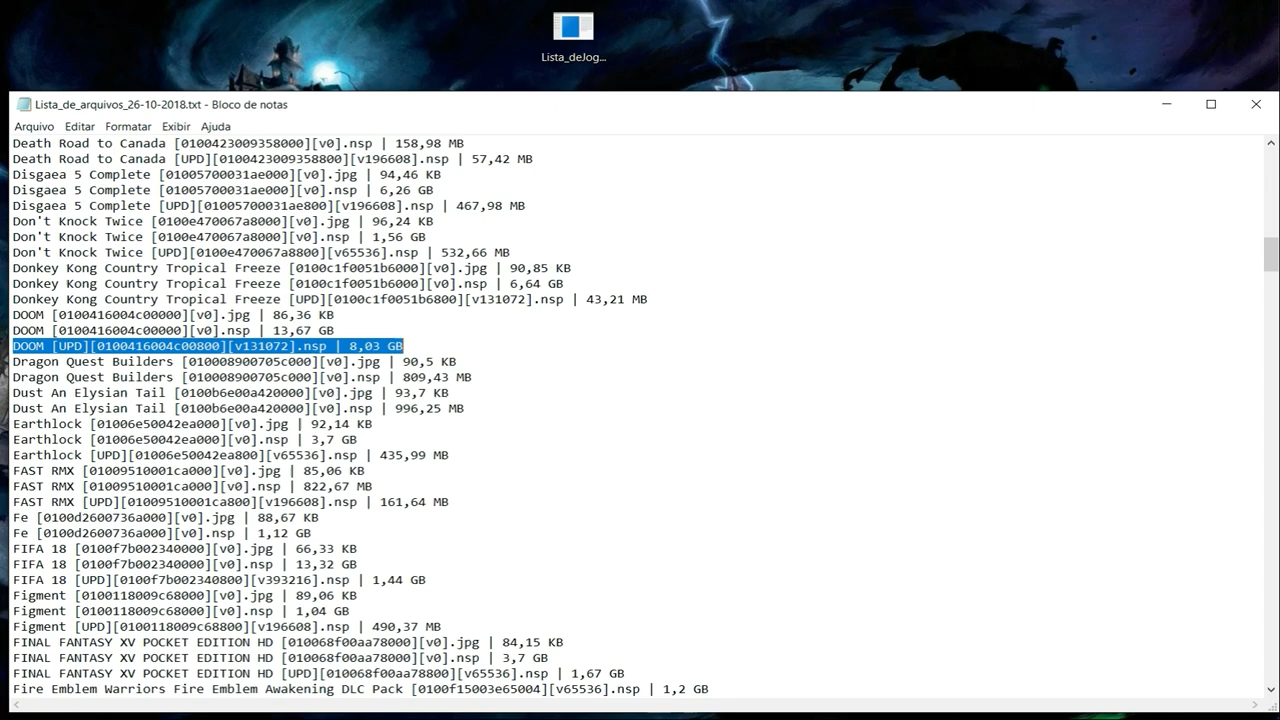 Lista_deJog...
Lista_de_arquivos_26-10-2018.txt - Bloco de notas
Arquivo Editar Formatar Exibir Ajuda
Death Road to Canada [0100423009358000][v0].nsp | 158,98 MB
Death Road to Canada [UPD][0100423009358800][v196608].nsp | 57,42 MB
Disgaea 5 Complete [01005700031ae000][v0].jpg | 94,46 KB
Disgaea 5 Complete [01005700031ae000][v0].nsp | 6,26 GB
Disgaea 5 Complete [UPD][01005700031ae800][v196608].nsp | 467,98 MB
Don't Knock Twice [0100e470067a8000][v0].jpg | 96,24 KB
Don't Knock Twice [0100e470067a8000][v0].nsp | 1,56 GB
Don't Knock Twice [UPD][0100e470067a8800][v65536].nsp | 532,66 MB
Donkey Kong Country Tropical Freeze [0100c1f0051b6000][v0].jpg | 90,85 KB
Donkey Kong Country Tropical Freeze [0100c1f0051b6000][v0].nsp | 6,64 GB
Donkey Kong Country Tropical Freeze [UPD][0100c1f0051b6800][v131072].nsp | 43,21 MB
DOOM [0100416004c00000][v0].jpg | 86,36 KB
DOOM [0100416004c00000][v0].nsp | 13,67 GB
DOOM [UPD][0100416004c00800][v131072].nsp | 8,03 GB
Dragon Quest Builders [010008900705c000][v0].jpg | 90,5 KB
Dragon Quest Builders [010008900705c000][v0].nsp | 809,43 MB
Dust An Elysian Tail [0100b6e00a420000][v0].jpg | 93,7 KB
Dust An Elysian Tail [0100b6e00a420000][v0].nsp | 996,25 MB
Earthlock [01006e50042ea000][v0].jpg | 92,14 KB
Earthlock [01006e50042ea000][v0].nsp | 3,7 GB
Earthlock [UPD][01006e50042ea800][v65536].nsp | 435,99 MB
FAST RMX [01009510001ca000][v0].jpg | 85,06 KB
FAST RMX [01009510001ca000][v0].nsp | 822,67 MB
FAST RMX [UPD][01009510001ca800][v196608].nsp | 161,64 MB
Fe [0100d2600736a000][v0].jpg | 88,67 KB
Fe [0100d2600736a000][v0].nsp | 1,12 GB
FIFA 18 [0100f7b002340000][v0].jpg | 66,33 KB
FIFA 18 [0100f7b002340000][v0].nsp | 13,32 GB
FIFA 18 [UPD][0100f7b002340800][v393216].nsp | 1,44 GB
Figment [0100118009c68000][v0].jpg | 89,06 KB
Figment [0100118009c68000][v0].nsp | 1,04 GB
Figment [UPD][0100118009c68800][v196608].nsp | 490,37 MB
FINAL FANTASY XV POCKET EDITION HD [010068f00aa78000][v0].jpg | 84,15 KB
FINAL FANTASY XV POCKET EDITION HD [010068f00aa78000][v0].nsp | 3,7 GB
FINAL FANTASY XV POCKET EDITION HD [UPD][010068f00aa78800][v65536].nsp | 1,67 GB
Fire Emblem Warriors Fire Emblem Awakening DLC Pack [0100f15003e65004][v65536].nsp | 1,2 GB